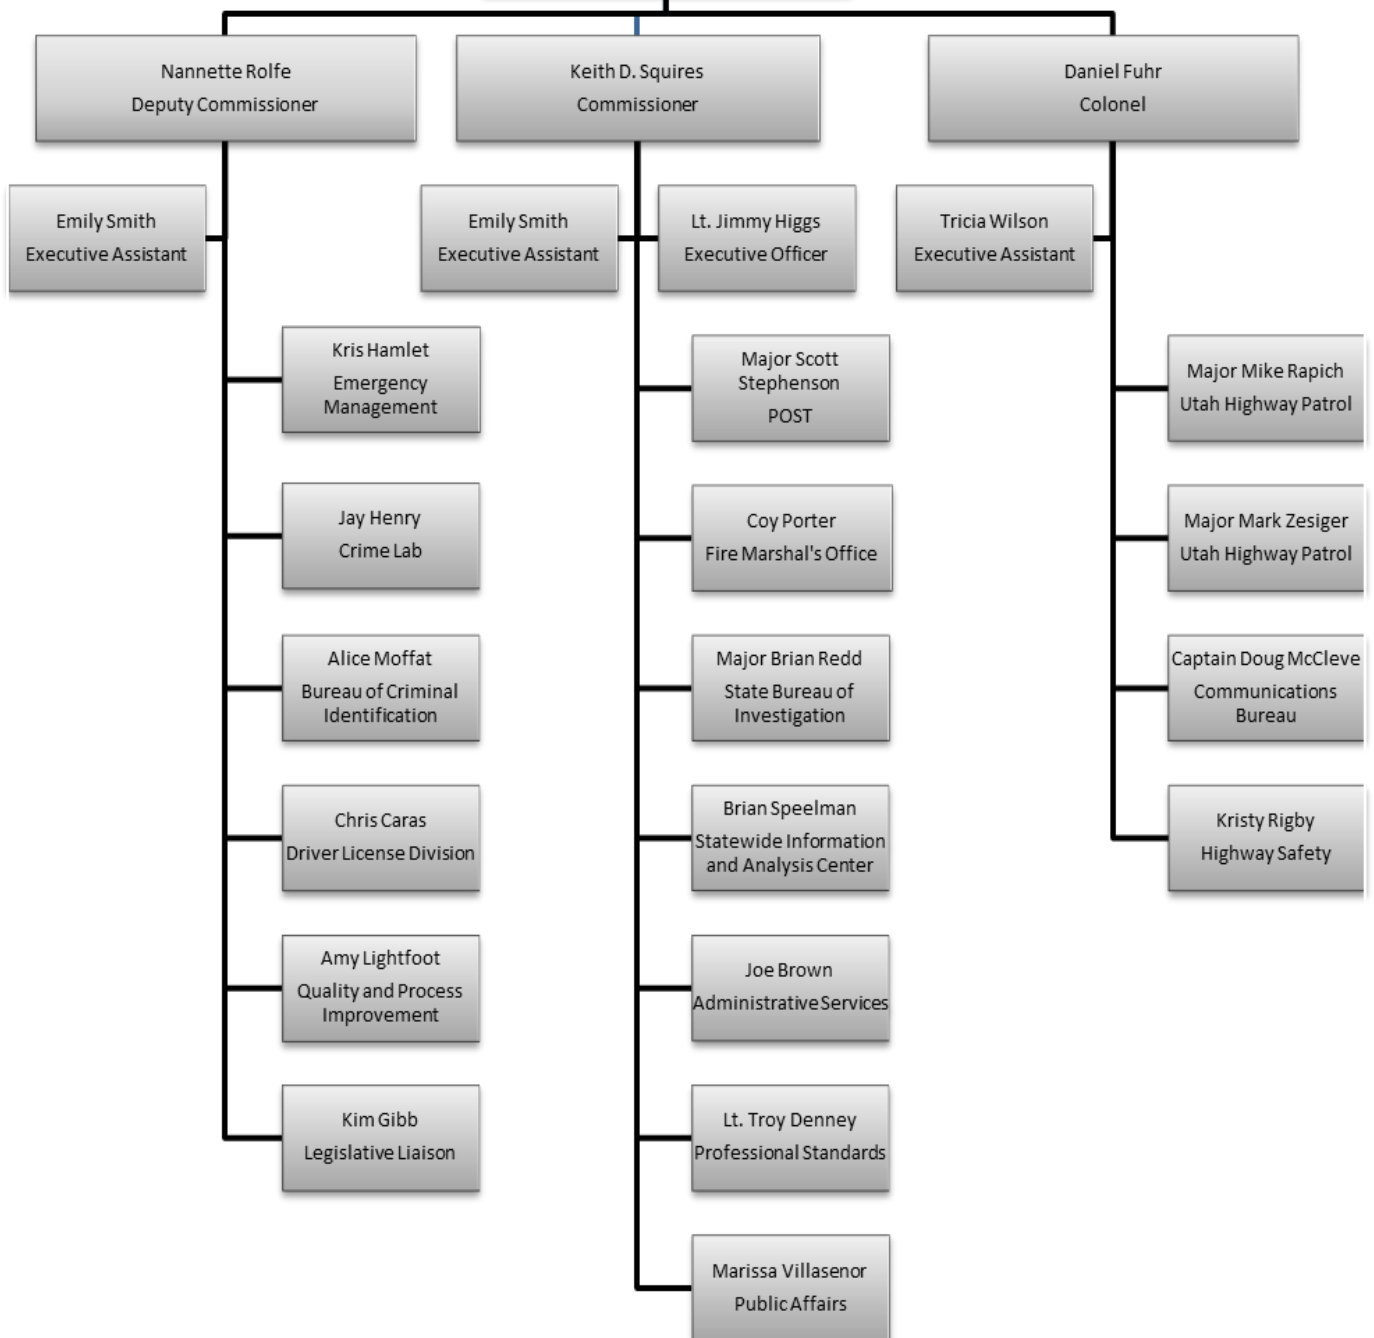 Nannette Rolfe
Deputy Commissioner
Keith D. Squires
Commissioner
Daniel Fuhr
Colonel
Emily Smith
Executive Assistant
Emily Smith
Executive Assistant
Lt. Jimmy Higgs
Executive Officer
Tricia Wilson
Executive Assistant
Kris Hamlet
Emergency
Management
Jay Henry
Crime Lab
Alice Moffat
Bureau of Criminal
Identification
Chris Caras
Driver License Division
Amy Lightfoot
Quality and Process
Improvement
Kim Gibb
Legislative Liaison
Major Scott
Stephenson
POST
Coy Porter
Fire Marshal's Office
Major Brian Redd
State Bureau of
Investigation
Brian Speelman
Statewide Information
and Analysis Center
Joe Brown
Administrative Services
Lt. Troy Denney
Professional Standards
Marissa Villasenor
Public Affairs
Major Mike Rapich
Utah Highway Patrol
Major Mark Zesiger
Utah Highway Patrol
Captain Doug McCleve
Communications
Bureau
Kristy Rigby
Highway Safety